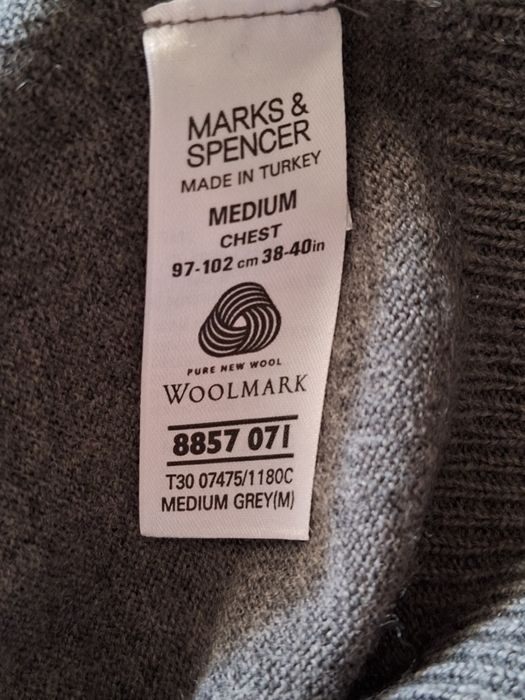 MARKS &
SPENCER
MADE IN TURKEY
MEDIUM
CHEST
97-102 cm 38-40in
PURE NEW WOOL
WOOLMARK
8857 071
T30 07475/1180C
MEDIUM GREY(M)